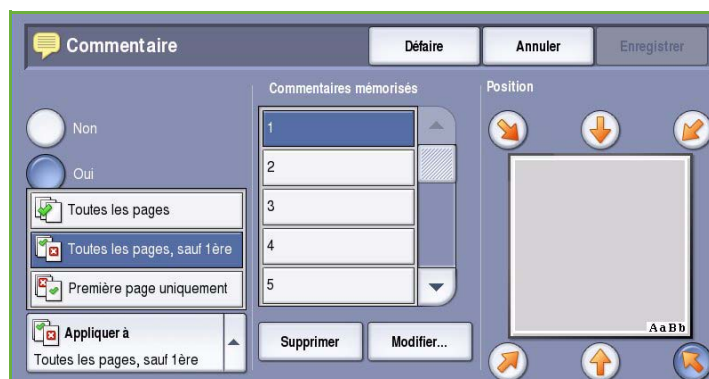 Commentaire
Défaire
Annuler
Enregistrer
Commentaires mémorisés
Position
Non
Oui
Toutes les pages
Toutes les pages, sauf 1ère
Première page uniquement
Appliquer à
Toutes les pages, sauf 1ère
1
2
3
4
5
Supprimer
Modifier...
AaBb